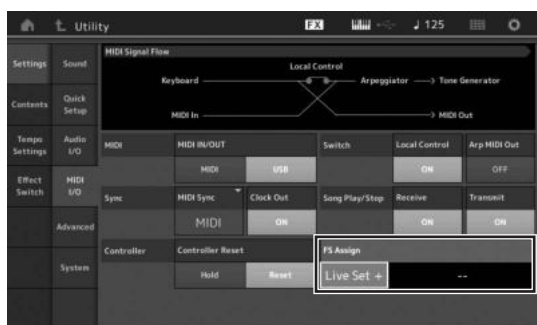 Utility FX ♩ 125
MIDI Signal Flow
Local Control
Keyboard Arpeggiator Tone Generator
MIDI In MIDI Out
Settings Sound
Contents Quick Setup
Tempo Settings Audio I/O
Effect Switch MIDI I/O
Advanced
System
MIDI MIDI IN/OUT Switch Local Control Arp MIDI Out
MIDI USB ON OFF
Sync MIDI Sync Clock Out Song Play/Stop Receive Transmit
MIDI ON ON ON
Controller Controller Reset FS Assign
Hold Reset Live Set + --